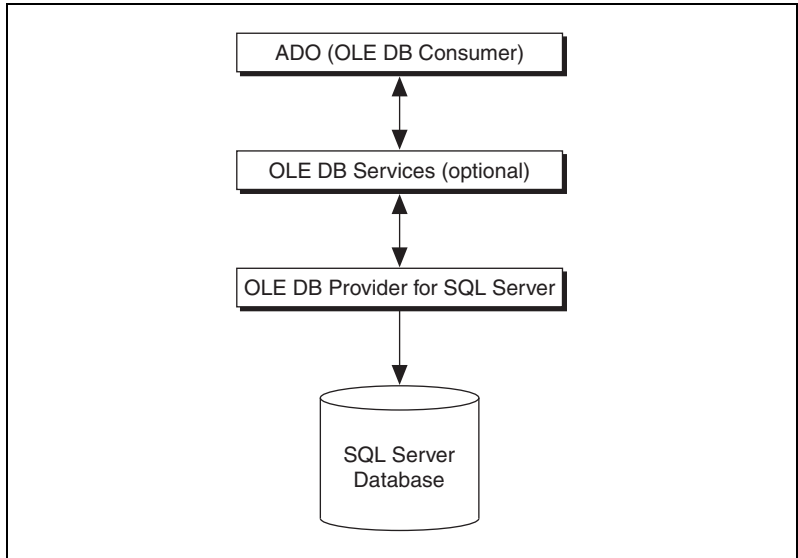 ADO (OLE DB Consumer)
OLE DB Services (optional)
OLE DB Provider for SQL Server
SQL Server
Database